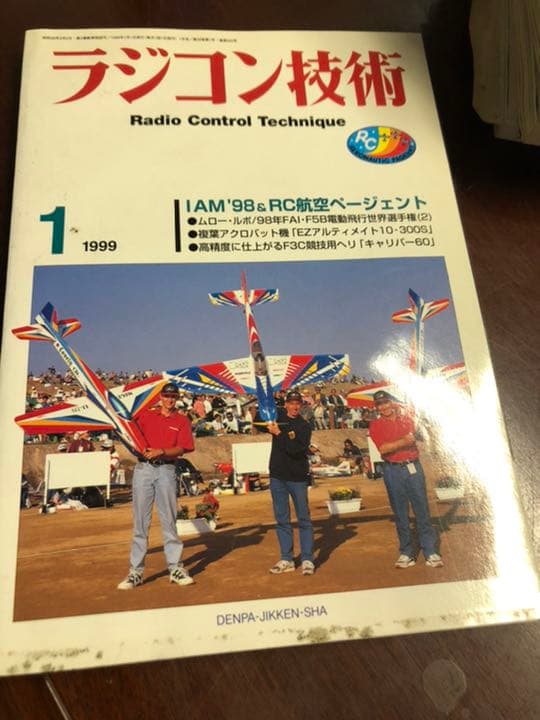 ラジコン技術
Radio Control Technique
RC
IAM'98&RC航空ページェント
●ムロー・ルポ/98年FAI・F5B電動飛行世界選手権(2)
●複葉アクロバット機「EZアルティメイト10-300S」
●高精度に仕上がるF3C競技用ヘリ「キャリバー60」
1 1999
DENPA-JIKKEN-SHA